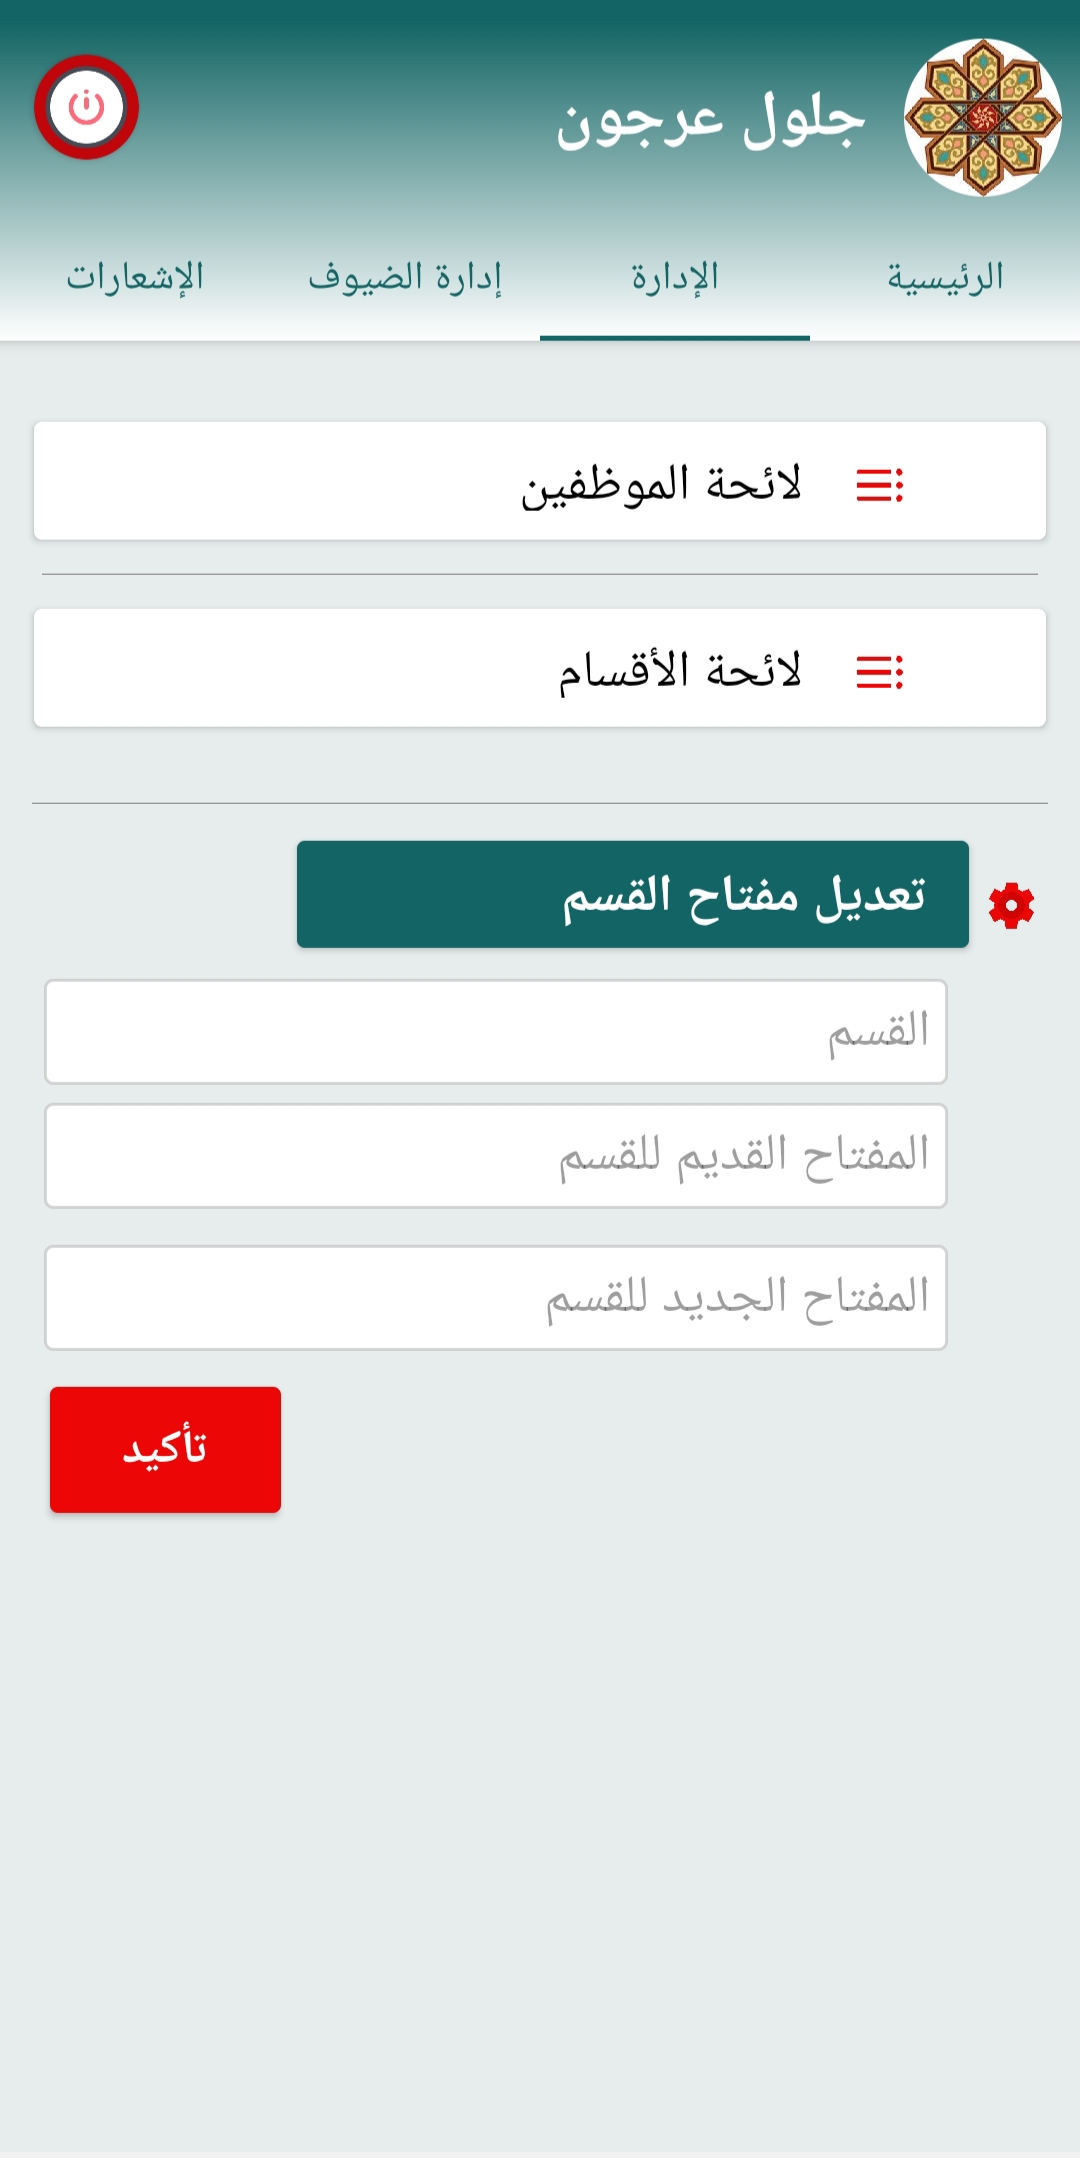 جلول عرجون
الرئيسية
الإدارة
إدارة الضيوف
الإشعارات
لائحة الموظفين
لائحة الأقسام
تعديل مفتاح القسم
القسم
المفتاح القديم للقسم
المفتاح الجديد للقسم
تأكيد